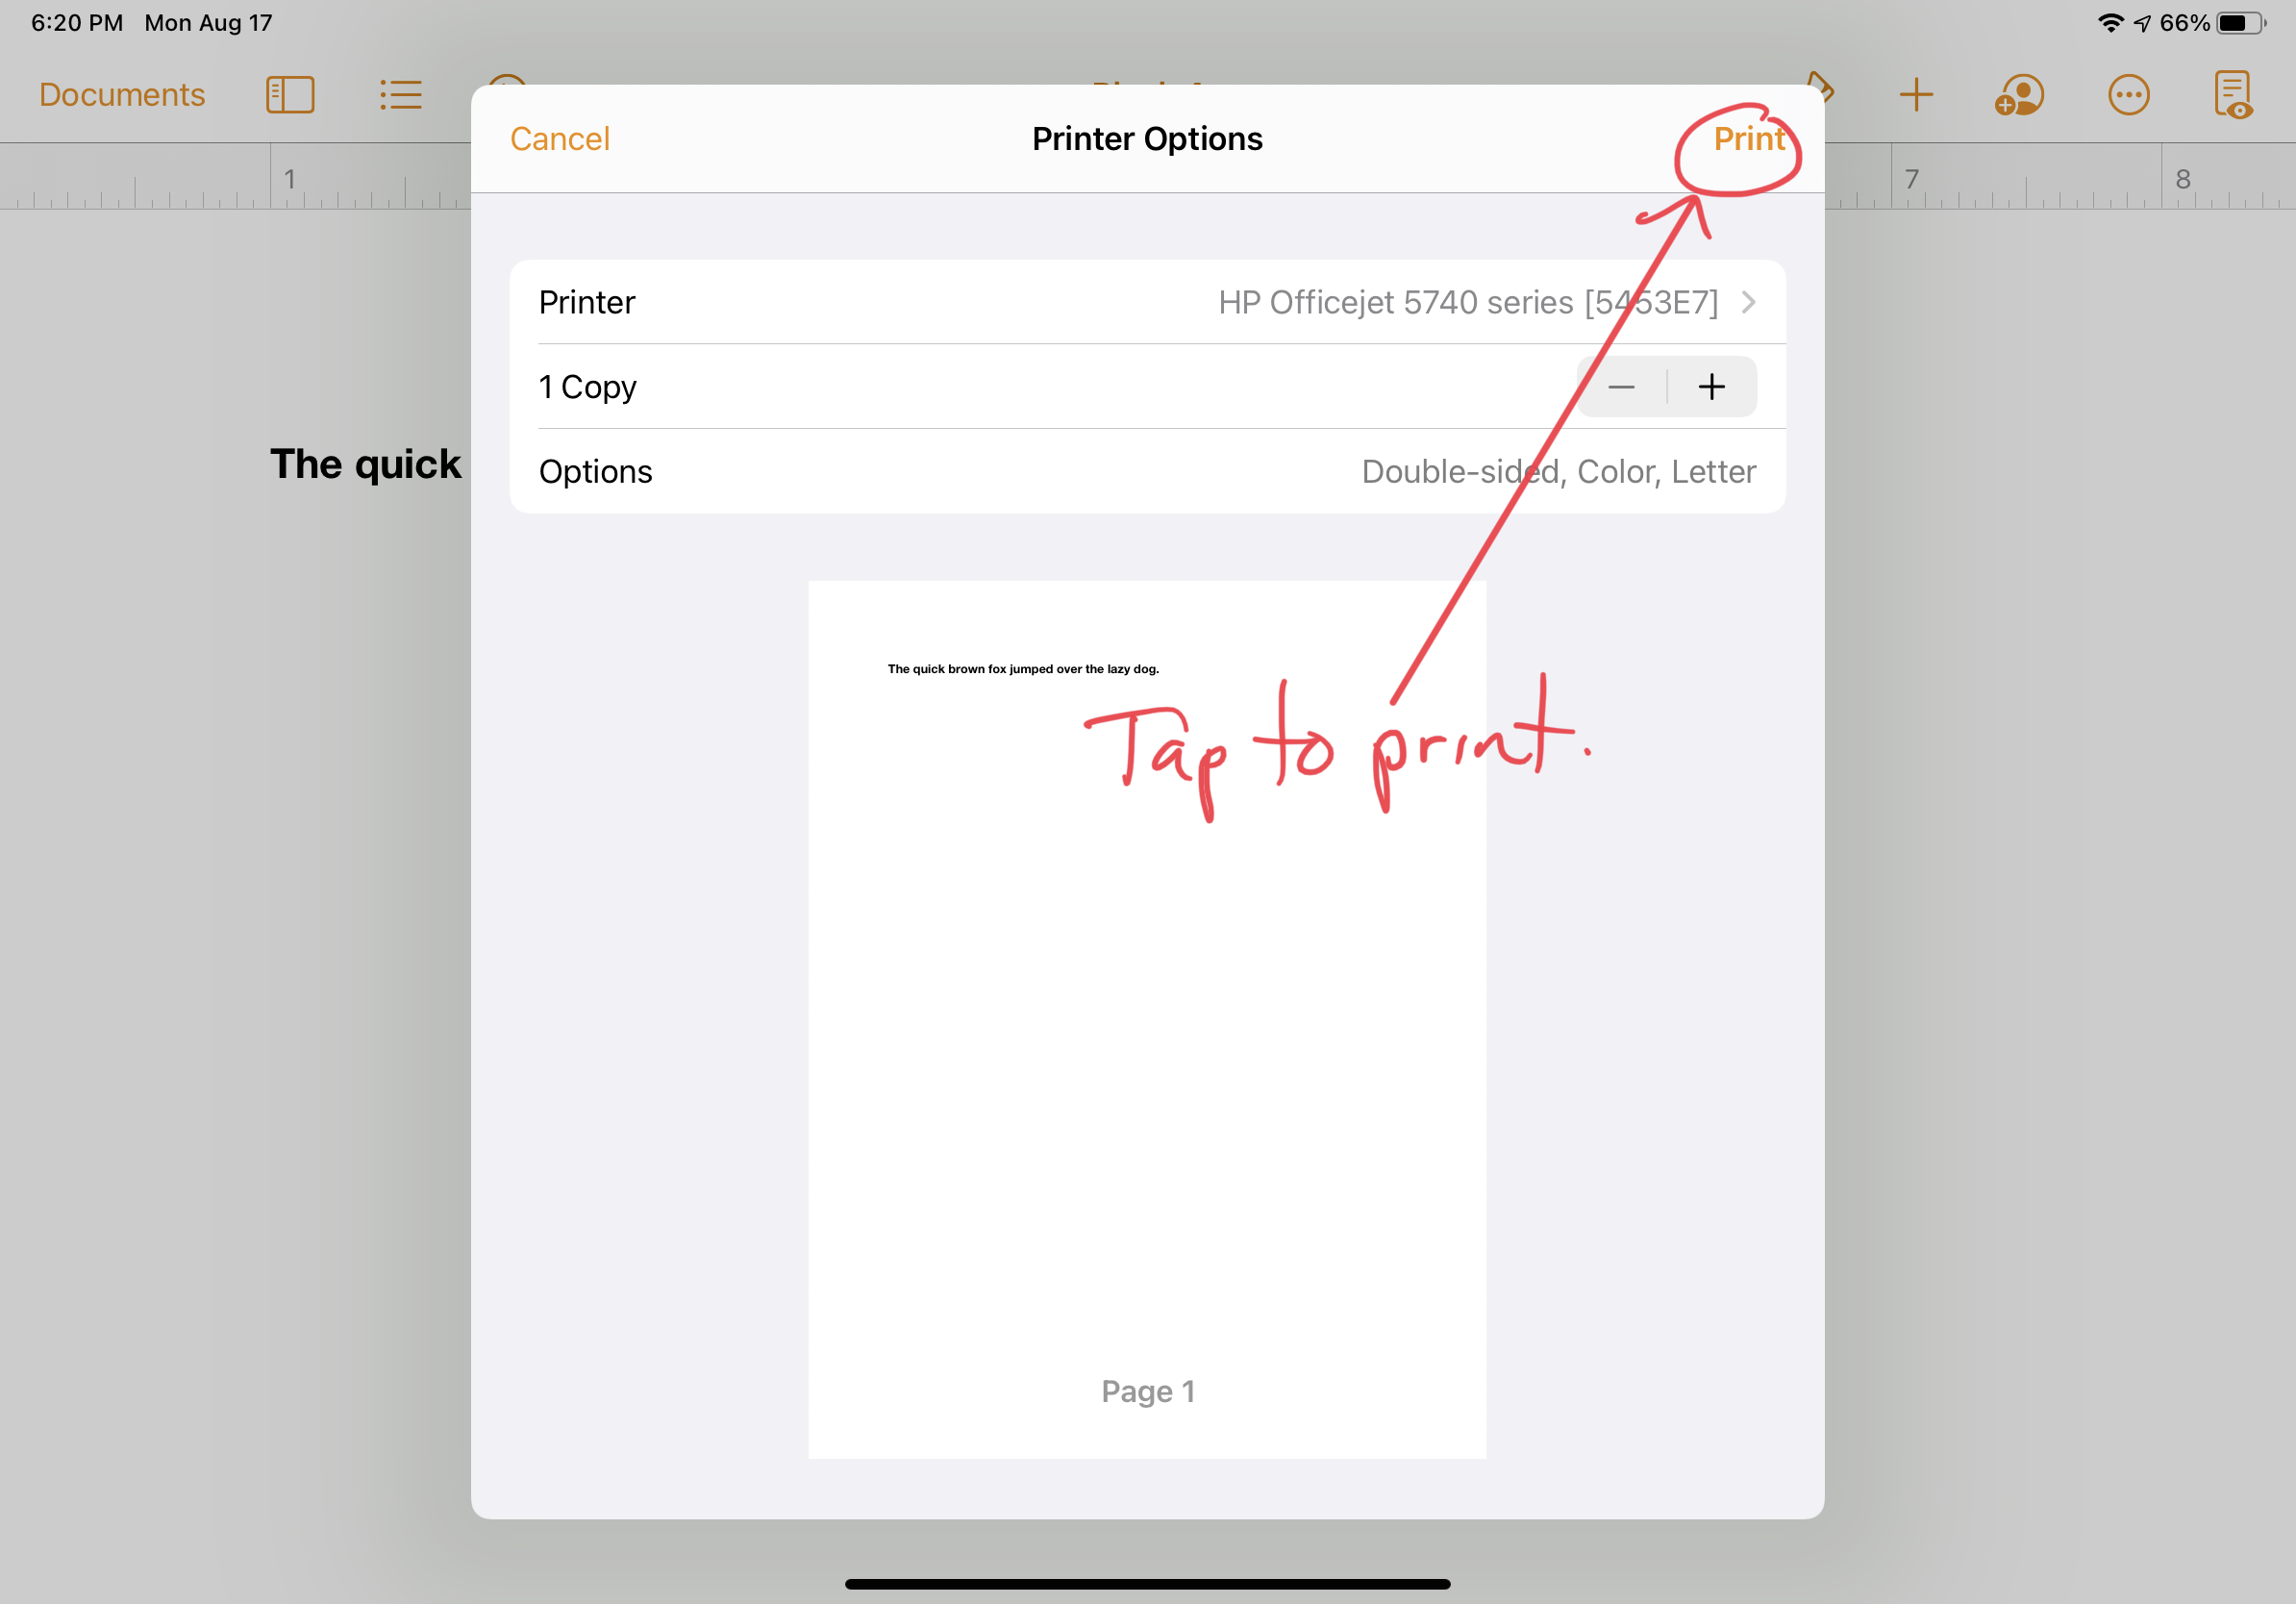 6:20 PM Mon Aug 17 66%
Documents
Cancel Printer Options Print
1 7 8
Printer HP Officejet 5740 series [5453E7]
1 Copy
Options Double-sided, Color, Letter
The quick
The quick brown fox jumped over the lazy dog.
Tap to print.
Page 1